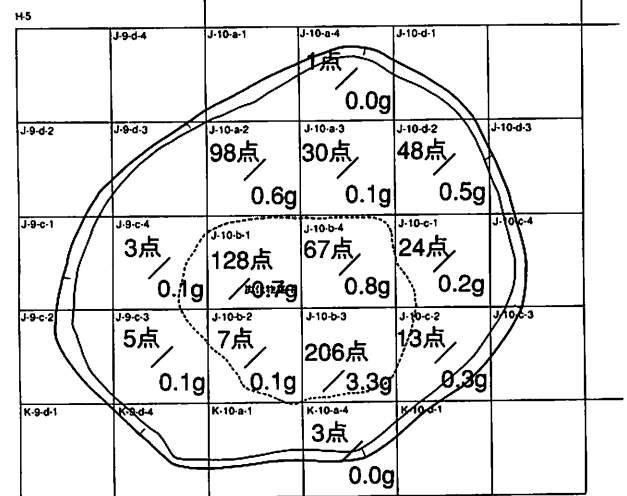 H-5
J-9-d-4 J-10-a-1 J-10-a-4 J-10-d-1
1点
0.0g
J-9-d-2 J-9-d-3 J-10-a-2 J-10-a-3 J-10-d-2 J-10-d-3
98点 30点 48点
0.6g 0.1g 0.5g
J-9-c-1 J-9-c-4 J-10-b-1 J-10-b-4 J-10-c-1 J-10-c-4
3点 128点 67点 24点
0.1g 0.7g 0.8g 0.2g
J-9-c-2 J-9-c-3 J-10-b-2 J-10-b-3 J-10-c-2 J-10-c-3
5点 7点 206点 13点
0.1g 0.1g 3.3g 0.3g
K-9-d-1 K-9-d-4 K-10-a-1 K-10-a-4 K-10-d-1
3点
0.0g